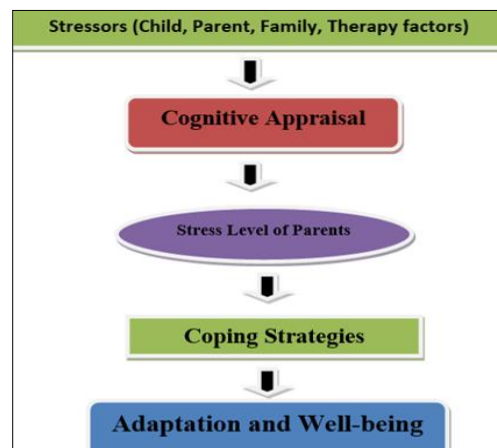 Stressors (Child, Parent, Family, Therapy factors)
Cognitive Appraisal
Stress Level of Parents
Coping Strategies
Adaptation and Well-being